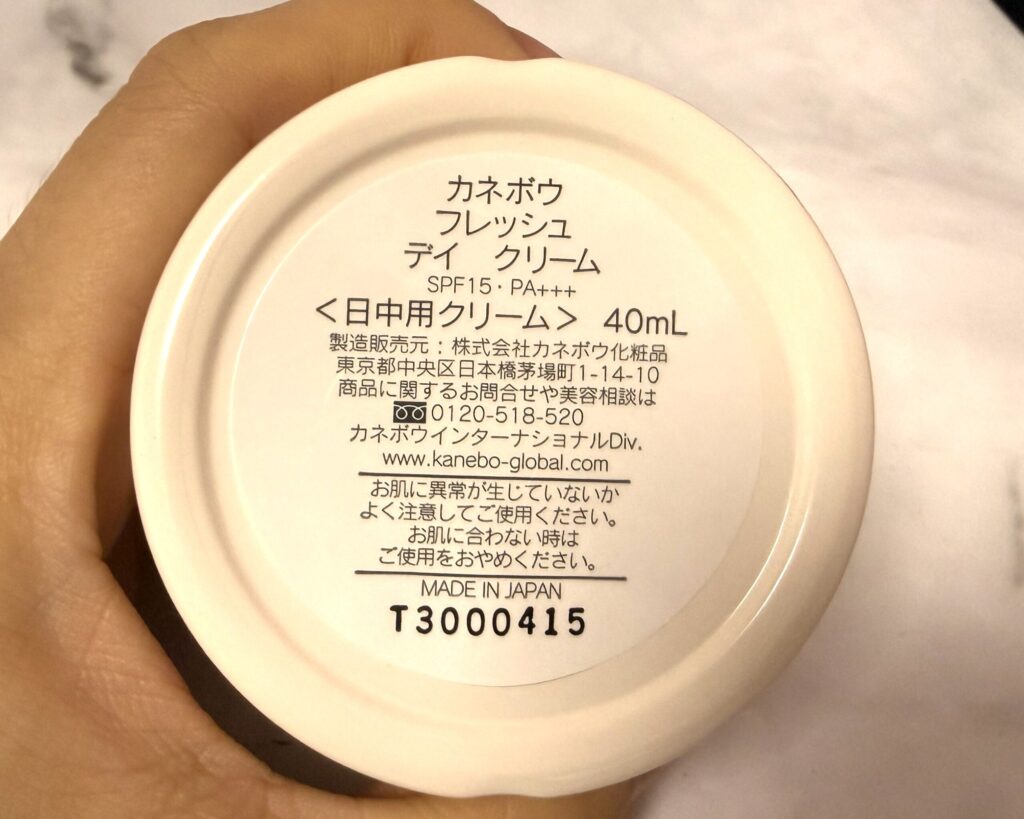 カネボウ
フレッシュ
デイ　クリーム
SPF15・PA+++
＜日中用クリーム＞　40mL
製造販売元：株式会社カネボウ化粧品
東京都中央区日本橋茅場町1-14-10
商品に関するお問合せや美容相談は
0120-518-520
カネボウインターナショナルDiv.
www.kanebo-global.com
お肌に異常が生じていないか
よく注意してご使用ください。
お肌に合わない時は
ご使用をおやめください。
MADE IN JAPAN
T3000415